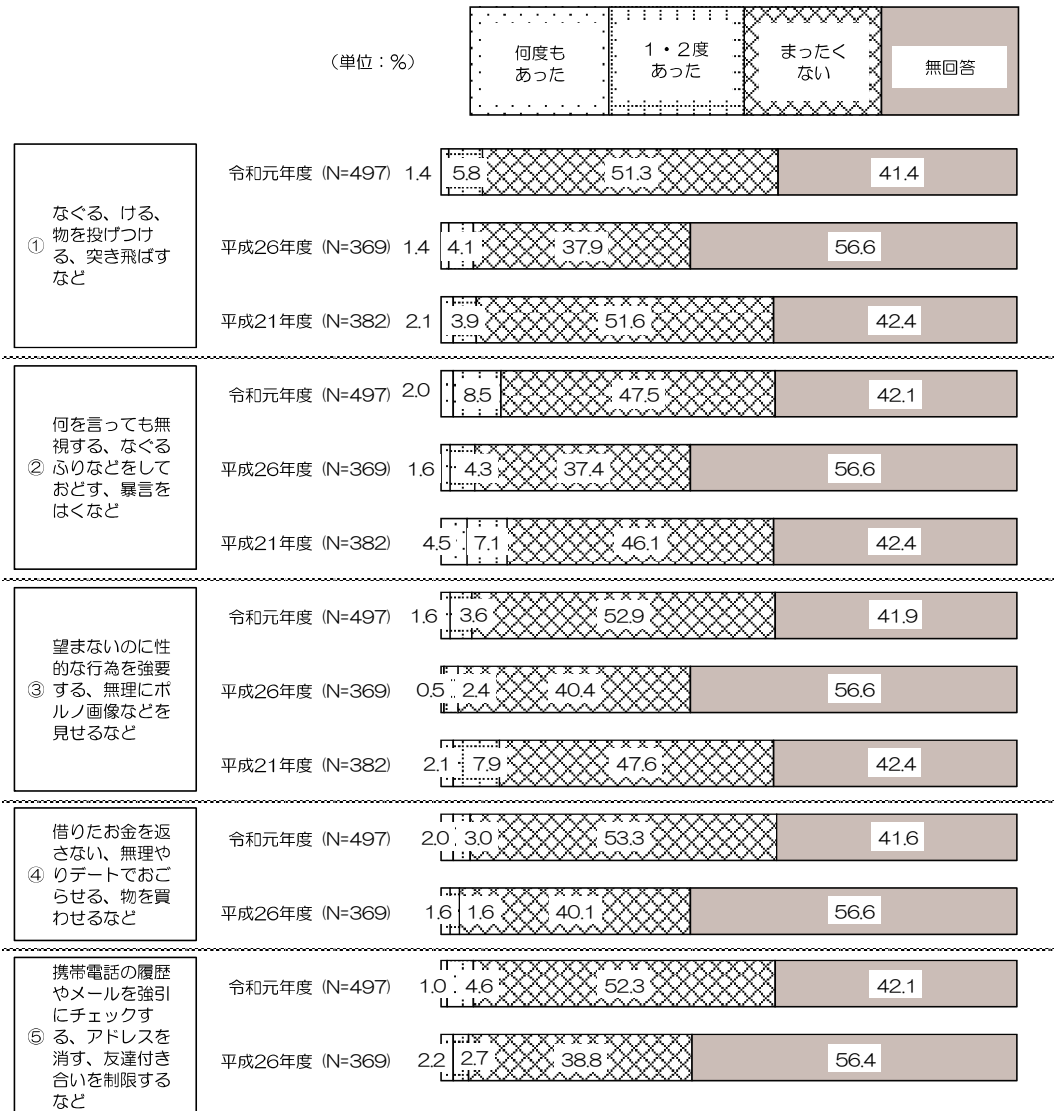 (単位：%)
何度も
あった
1・2度
あった
まったく
ない
無回答
①
なぐる、ける、
物を投げつけ
る、突き飛ばす
など
令和元年度 (N=497) 1.4 5.8 51.3 41.4
平成26年度 (N=369) 1.4 4.1 37.9 56.6
平成21年度 (N=382) 2.1 3.9 51.6 42.4
②
何を言っても無
視する、なぐる
ふりなどをして
おどす、暴言を
はくなど
令和元年度 (N=497) 2.0 8.5 47.5 42.1
平成26年度 (N=369) 1.6 4.3 37.4 56.6
平成21年度 (N=382) 4.5 7.1 46.1 42.4
③
望まないのに性
的な行為を強要
する、無理にポ
ルノ画像などを
見せるなど
令和元年度 (N=497) 1.6 3.6 52.9 41.9
平成26年度 (N=369) 0.5 2.4 40.4 56.6
平成21年度 (N=382) 2.1 7.9 47.6 42.4
④
借りたお金を返
さない、無理や
りデートでおご
らせる、物を買
わせるなど
令和元年度 (N=497) 2.0 3.0 53.3 41.6
平成26年度 (N=369) 1.6 1.6 40.1 56.6
⑤
携帯電話の履歴
やメールを強引
にチェックす
る、アドレスを
消す、友達付き
合いを制限する
など
令和元年度 (N=497) 1.0 4.6 52.3 42.1
平成26年度 (N=369) 2.2 2.7 38.8 56.4